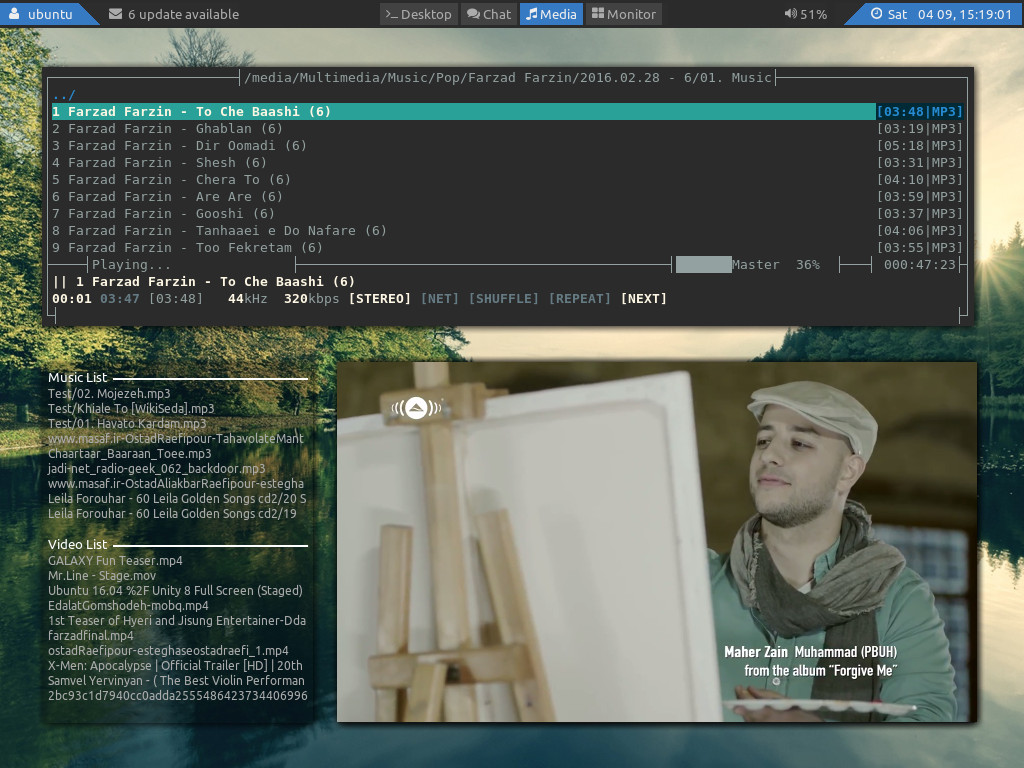 ubuntu
6 update available
>_ Desktop
Chat
Media
Monitor
51%
Sat 04 09, 15:19:01
/media/Multimedia/Music/Pop/Farzad Farzin/2016.02.28 - 6/01. Music
../
1 Farzad Farzin - To Che Baashi (6) [03:48|MP3]
2 Farzad Farzin - Ghablan (6) [03:19|MP3]
3 Farzad Farzin - Dir Oomadi (6) [05:18|MP3]
4 Farzad Farzin - Shesh (6) [03:31|MP3]
5 Farzad Farzin - Chera To (6) [04:10|MP3]
6 Farzad Farzin - Are Are (6) [03:59|MP3]
7 Farzad Farzin - Gooshi (6) [03:37|MP3]
8 Farzad Farzin - Tanhaaei e Do Nafare (6) [04:06|MP3]
9 Farzad Farzin - Too Fekretam (6) [03:55|MP3]
Playing... Master 36% 000:47:23
|| 1 Farzad Farzin - To Che Baashi (6)
00:01 03:47 [03:48] 44kHz 320kbps [STEREO] [NET] [SHUFFLE] [REPEAT] [NEXT]
Music List
Test/02. Mojezeh.mp3
Test/Khiale To [WikiSeda].mp3
Test/01. Havato Kardam.mp3
www.masaf.ir-OstadRaefipour-TahavolateMant
Chaartaar_Baaraan_Toee.mp3
jadi-net_radio-geek_062_backdoor.mp3
www.masaf.ir-OstadAliakbarRaefipour-estegha
Leila Forouhar - 60 Leila Golden Songs cd2/20 S
Leila Forouhar - 60 Leila Golden Songs cd2/19
Video List
GALAXY Fun Teaser.mp4
Mr.Line - Stage.mov
Ubuntu 16.04 %2F Unity 8 Full Screen (Staged)
EdalatGomshodeh-mobq.mp4
1st Teaser of Hyeri and Jisung Entertainer-Dda
farzadfinal.mp4
ostadRaefipour-esteghaseostadraefi_1.mp4
X-Men: Apocalypse | Official Trailer [HD] | 20th
Samvel Yervinyan - ( The Best Violin Performan
2bc93c1d7940cc0adda2555486423734406996
Maher Zain Muhammad (PBUH)
from the album "Forgive Me"